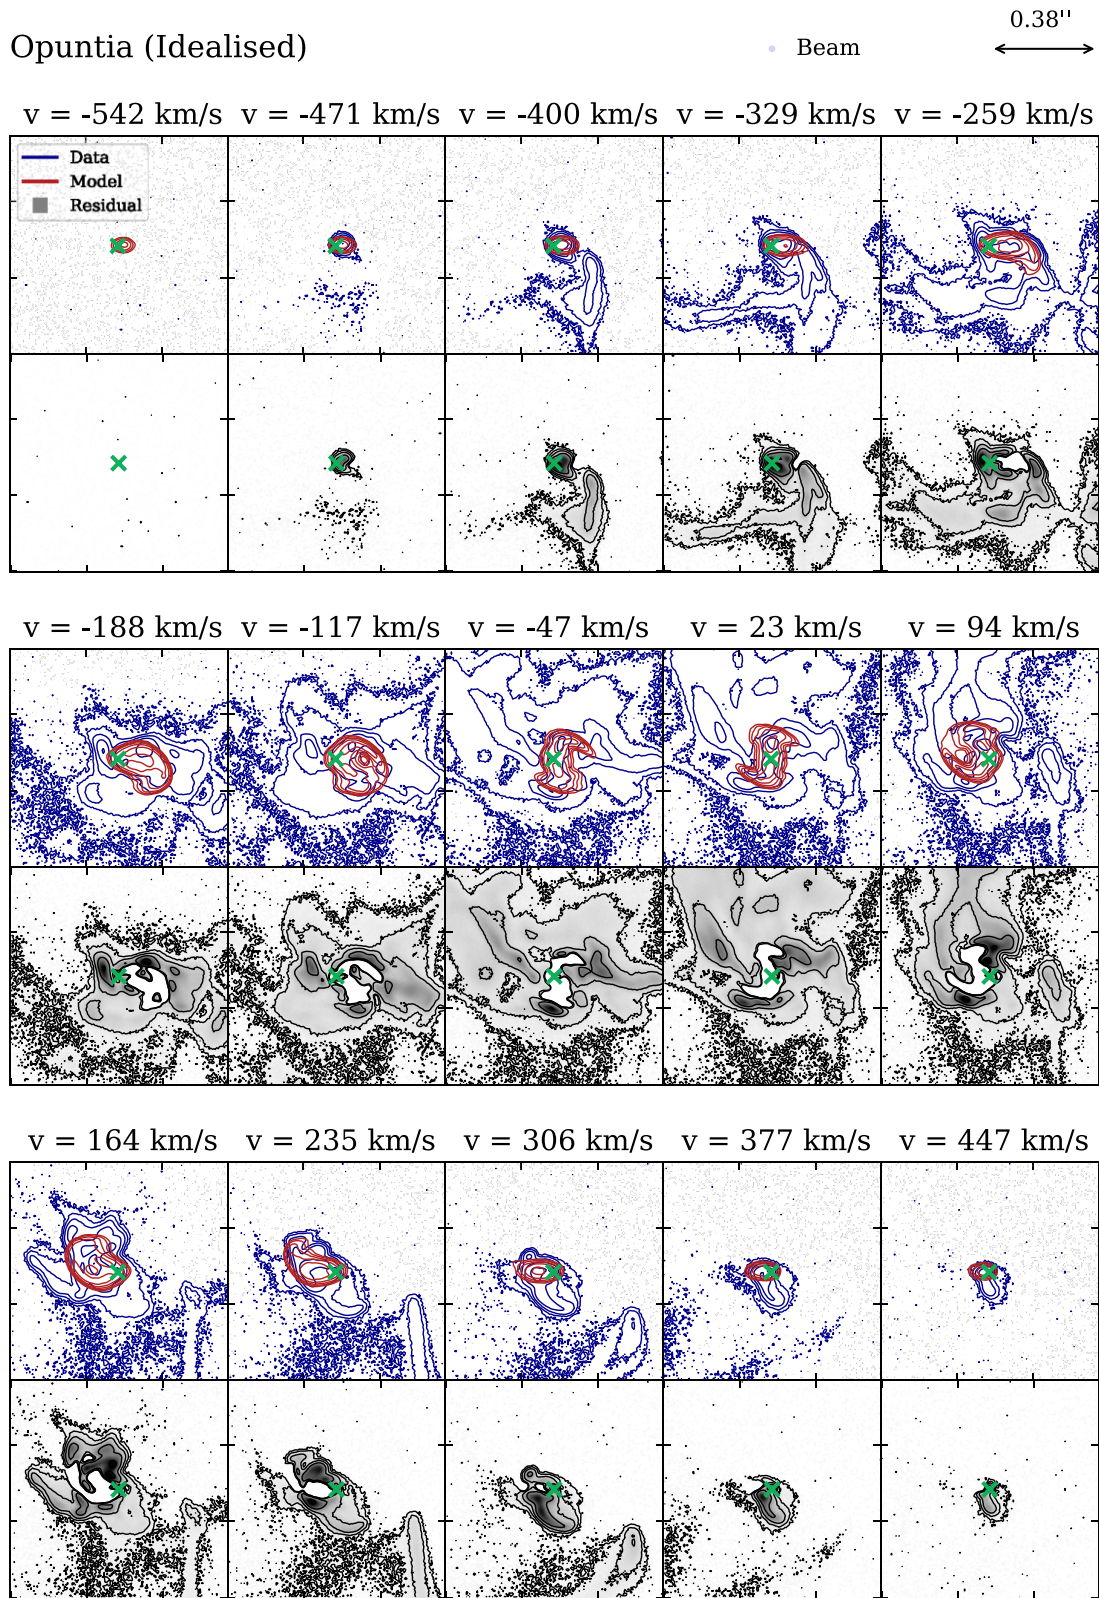 0.38''
Opuntia (Idealised)
Beam
v = -542 km/s v = -471 km/s v = -400 km/s v = -329 km/s v = -259 km/s
Data
Model
Residual
v = -188 km/s v = -117 km/s v = -47 km/s v = 23 km/s v = 94 km/s
v = 164 km/s v = 235 km/s v = 306 km/s v = 377 km/s v = 447 km/s